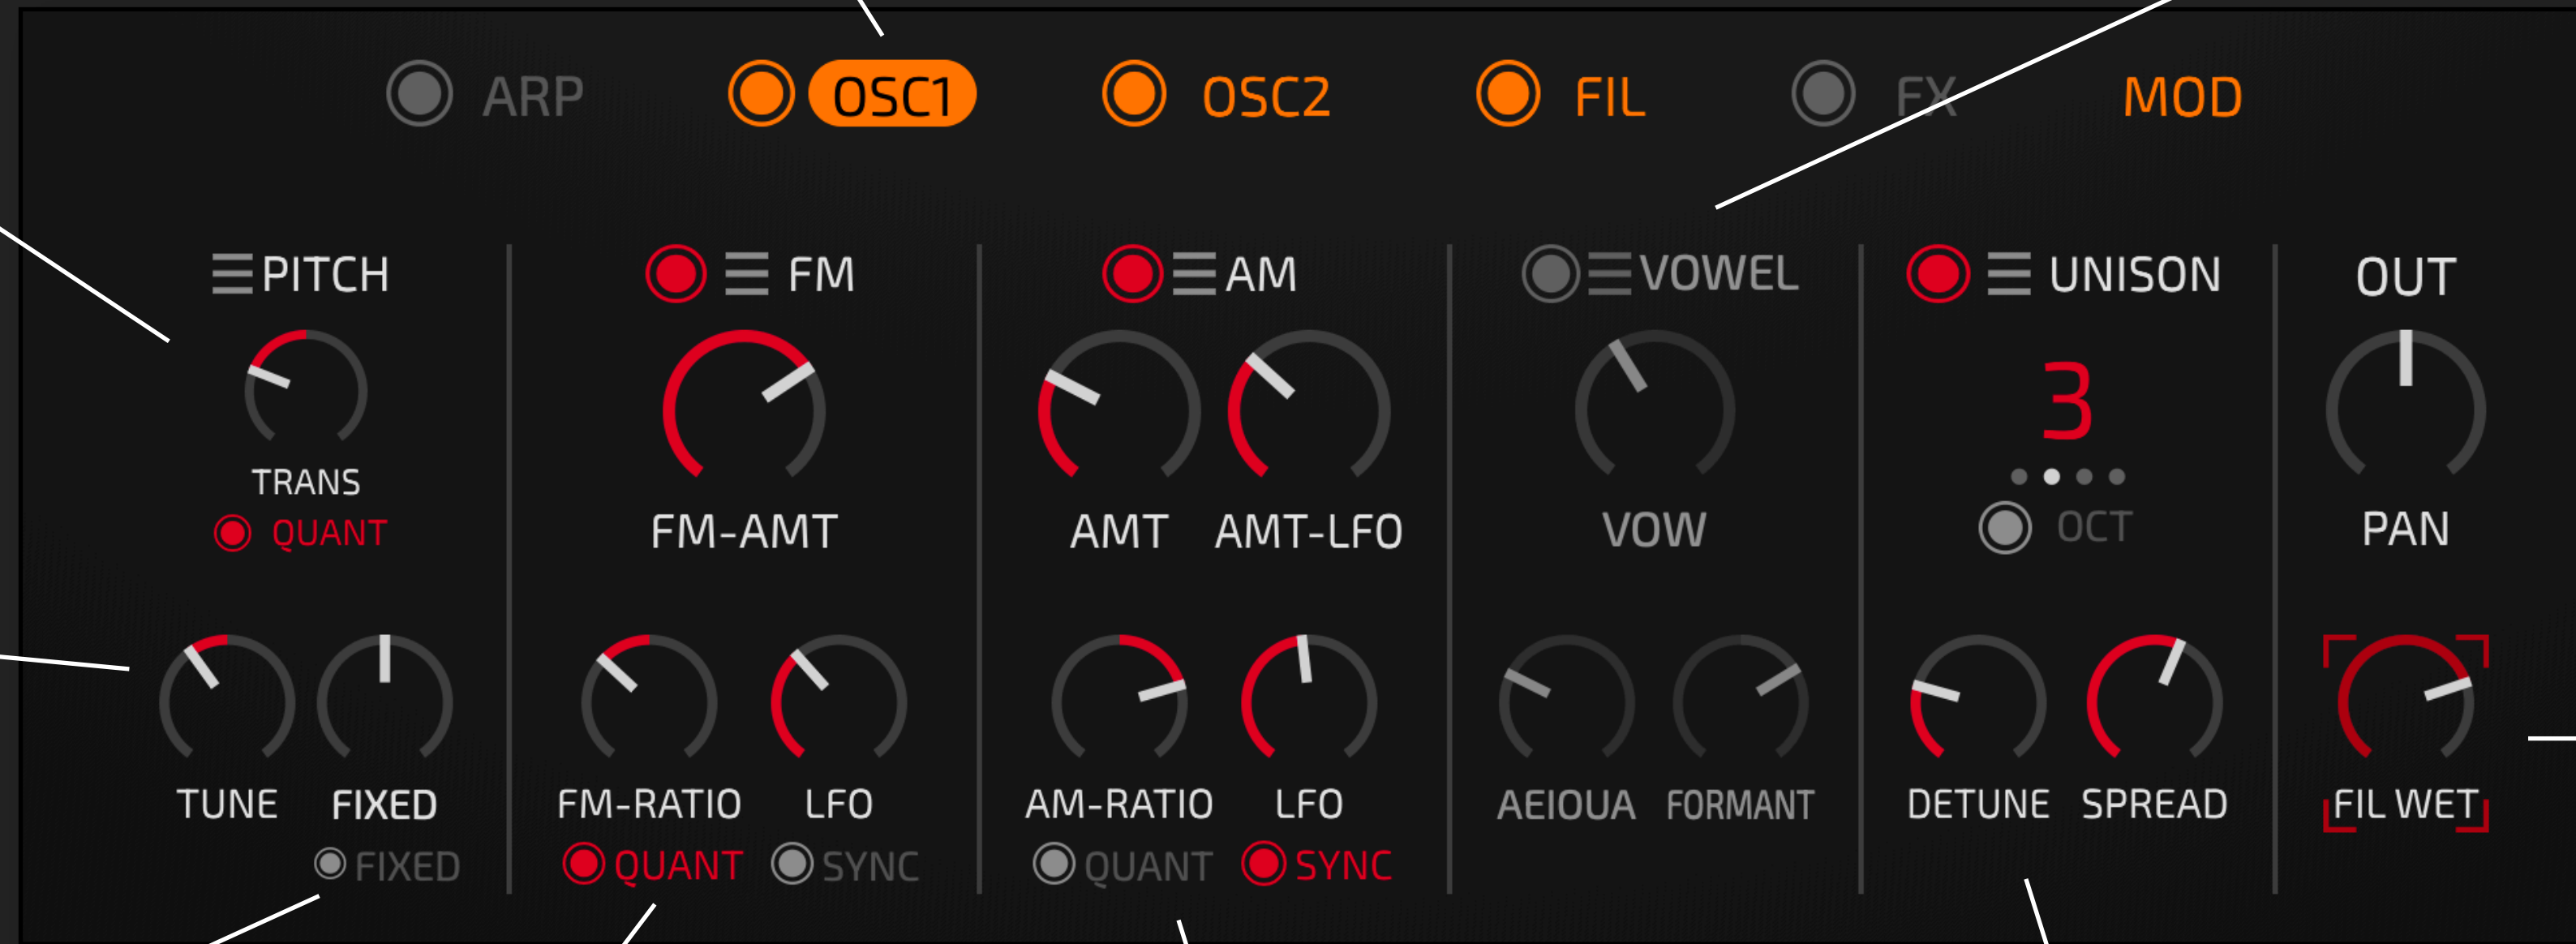 ARP OSC1 OSC2 FIL FX MOD
PITCH FM AM VOWEL UNISON OUT
3
TRANS
QUANT
FM-AMT AMT AMT-LFO VOW OCT PAN
TUNE FIXED FM-RATIO LFO AM-RATIO LFO AEIOUA FORMANT DETUNE SPREAD FIL WET
FIXED QUANT SYNC QUANT SYNC